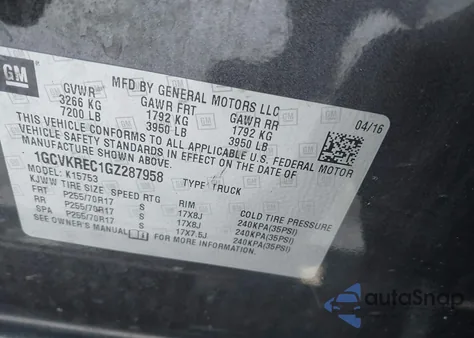 GM
MFD BY GENERAL MOTORS LLC
GVWR GAWR FRT GAWR RR
3266 KG 1792 KG 1792 KG 04/16
7200 LB 3950 LB 3950 LB
THIS VEHICLE CONFORMS TO ALL APPLICABLE U.S. FEDERAL MOTOR
VEHICLE SAFETY STANDARDS IN EFFECT ON THE DATE OF
MANUFACTURE SHOWN ABOVE.
1GCVKREC1GZ287958 TYPE: TRUCK
MODEL: K15753
KJWW TIRE SIZE SPEED RTG RIM COLD TIRE PRESSURE
FRT P255/70R17 S 17X8J 240KPA(35PSI)
RR P255/70R17 S 17X8J 240KPA(35PSI)
SPA P255/70R17 S 17X7.5J 240KPA(35PSI)
SEE OWNER'S MANUAL FOR MORE INFORMATION.
autoSnap